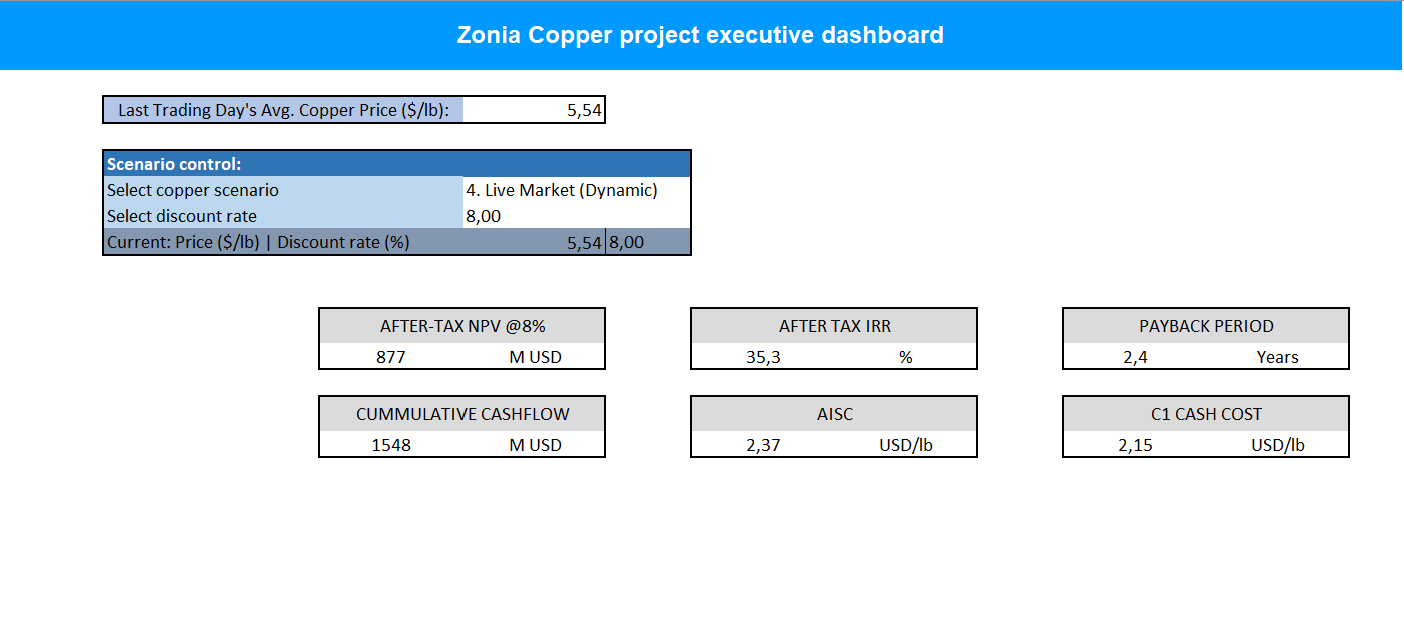 Zonia Copper project executive dashboard
Last Trading Day's Avg. Copper Price ($/lb): 5,54
Scenario control:
Select copper scenario 4. Live Market (Dynamic)
Select discount rate 8,00
Current: Price ($/lb) | Discount rate (%) 5,54 8,00
AFTER-TAX NPV @8% AFTER TAX IRR PAYBACK PERIOD
877 M USD 35,3 % 2,4 Years
CUMMULATIVE CASHFLOW AISC C1 CASH COST
1548 M USD 2,37 USD/lb 2,15 USD/lb